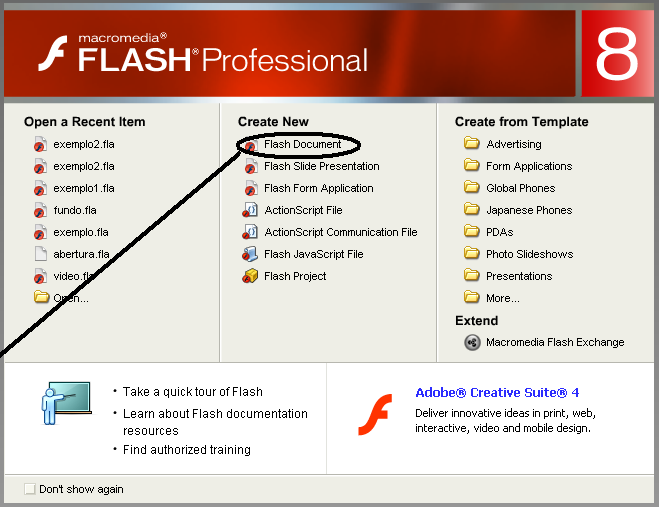 macromedia®
FLASH® Professional
8
Open a Recent Item
exemplo2.fla
exemplo2.fla
exemplo1.fla
fundo.fla
exemplo.fla
abertura.fla
video.fla
Open...
Create New
Flash Document
Flash Slide Presentation
Flash Form Application
ActionScript File
ActionScript Communication File
Flash JavaScript File
Flash Project
Create from Template
Advertising
Form Applications
Global Phones
Japanese Phones
PDAs
Photo Slideshows
Presentations
More...
Extend
Macromedia Flash Exchange
• Take a quick tour of Flash
• Learn about Flash documentation
resources
• Find authorized training
Adobe® Creative Suite® 4
Deliver innovative ideas in print, web,
interactive, video and mobile design.
Don't show again